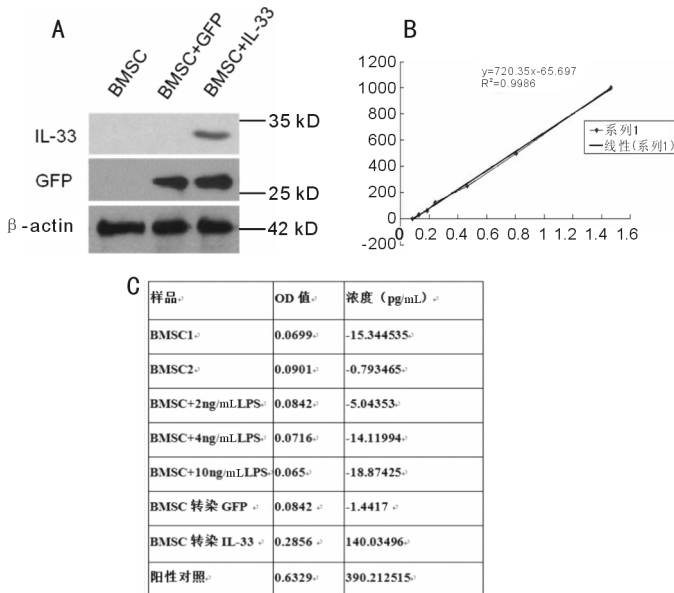 A
BMSC
BMSC+GFP
BMSC+IL-33
IL-33
35 kD
GFP
25 kD
β-actin
42 kD
B
y=720.35x-65.697
R²=0.9986
1200
1000
800
600
400
200
0
-200
0 0.2 0.4 0.6 0.8 1 1.2 1.4 1.6
系列1
线性(系列1)
C
样品 OD 值 浓度（pg/mL）
BMSC1 0.0699 -15.344535
BMSC2 0.0901 -0.793465
BMSC+2ng/mLLPS 0.0842 -5.04353
BMSC+4ng/mLLPS 0.0716 -14.11994
BMSC+10ng/mLLPS 0.065 -18.87425
BMSC 转染 GFP 0.0842 -1.4417
BMSC 转染 IL-33 0.2856 140.03496
阳性对照 0.6329 390.212515